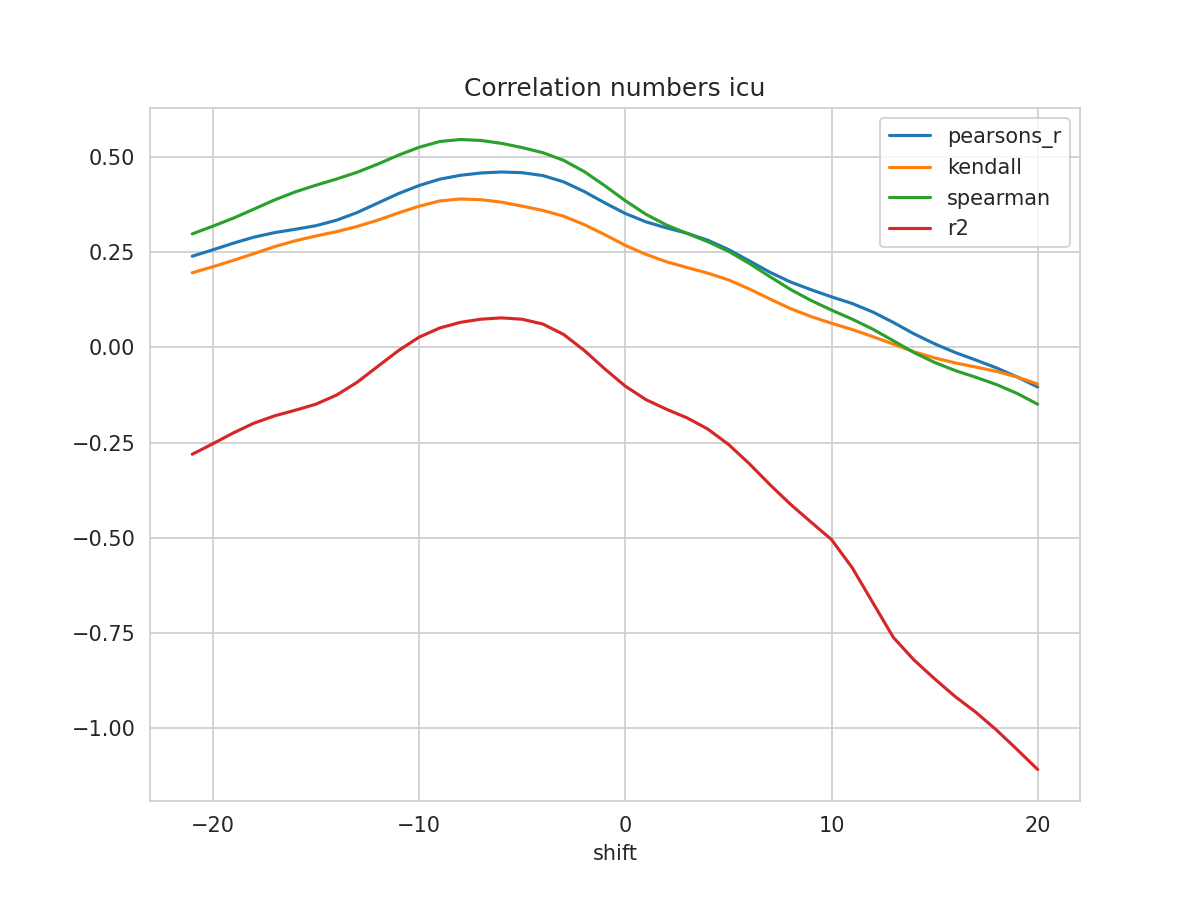 Correlation numbers icu
pearsons_r
kendall
spearman
r2
0.50
0.25
0.00
−0.25
−0.50
−0.75
−1.00
−20 −10 0 10 20
shift